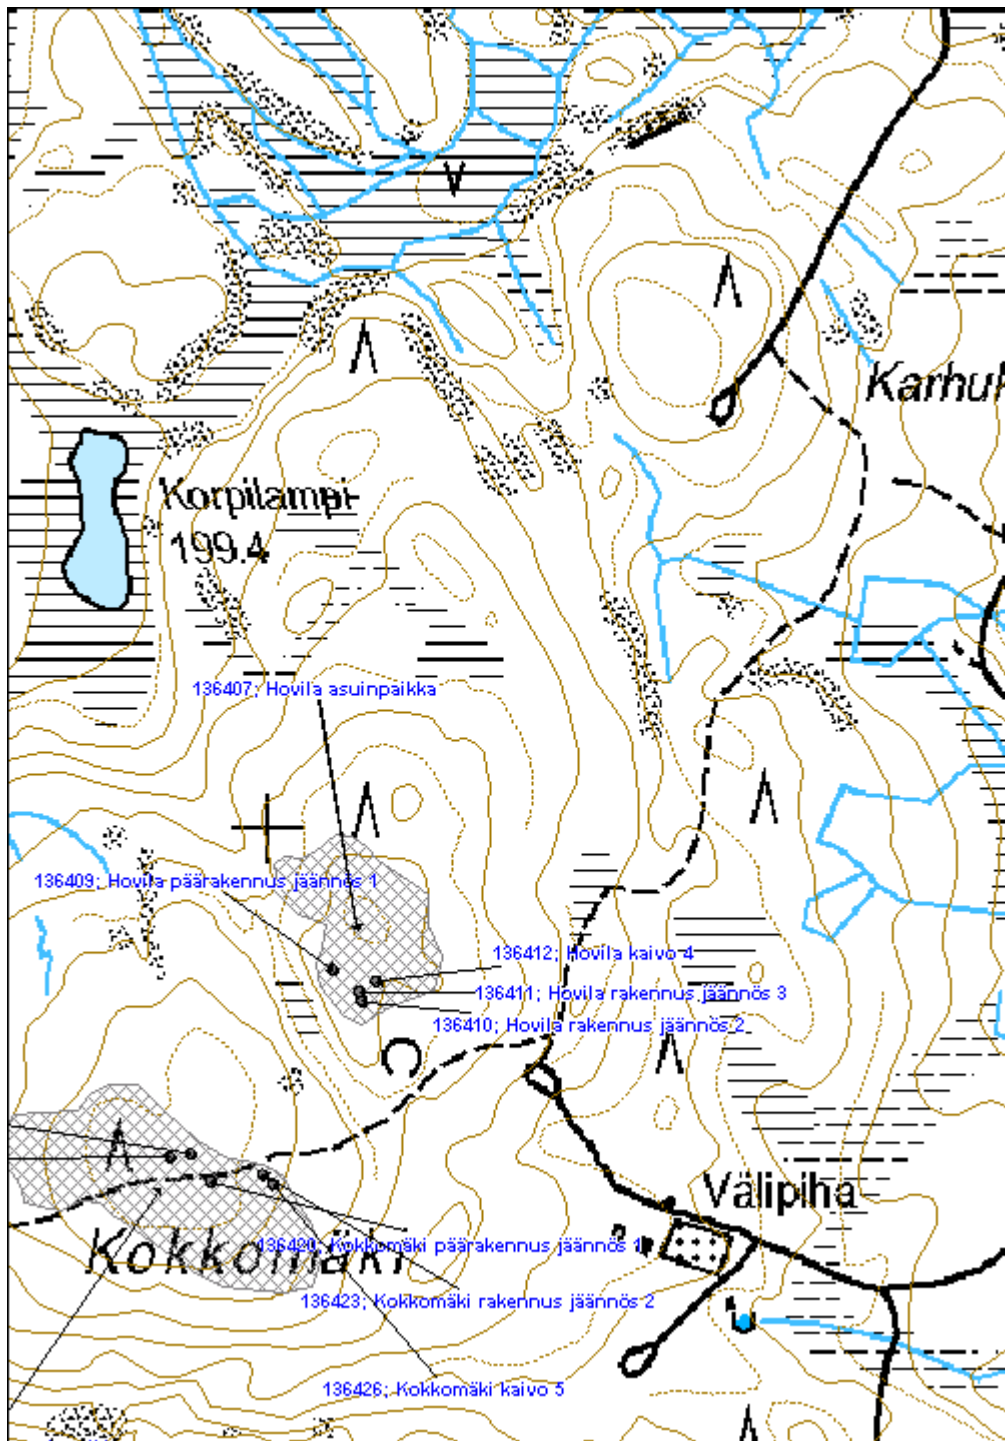 Korpilampi
199.4
136407; Hovila asuinpaikka
136409; Hovila päärakennus jäännös 1
136412; Hovila kaivo 4
136411; Hovila rakennus jäännös 3
136410; Hovila rakennus jäännös 2
Välipiha
Kokkomäki
136420; Kokkomäki päärakennus jäännös 1
136423; Kokkomäki rakennus jäännös 2
136426; Kokkomäki kaivo 5